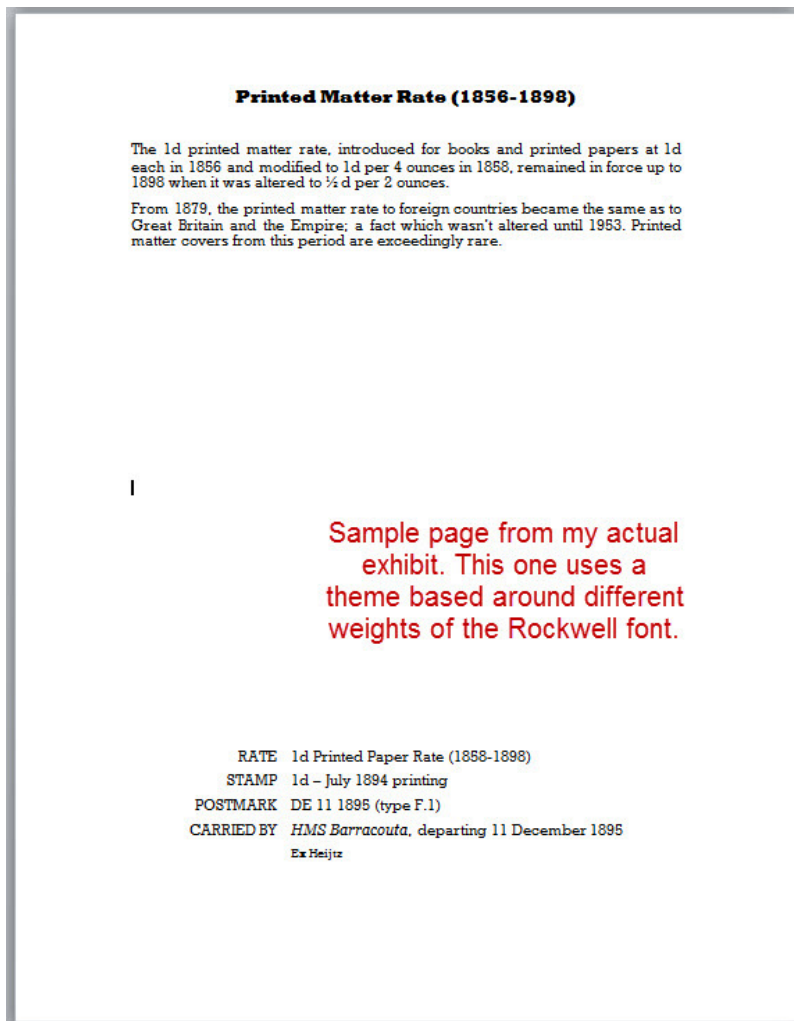 Printed Matter Rate (1856-1898)
The 1d printed matter rate, introduced for books and printed papers at 1d
each in 1856 and modified to 1d per 4 ounces in 1858, remained in force up to
1898 when it was altered to ½ d per 2 ounces.
From 1879, the printed matter rate to foreign countries became the same as to
Great Britain and the Empire; a fact which wasn't altered until 1953. Printed
matter covers from this period are exceedingly rare.
Sample page from my actual
exhibit. This one uses a
theme based around different
weights of the Rockwell font.
RATE 1d Printed Paper Rate (1858-1898)
STAMP 1d – July 1894 printing
POSTMARK DE 11 1895 (type F.1)
CARRIED BY HMS Barracouta, departing 11 December 1895
Ex Heijtz